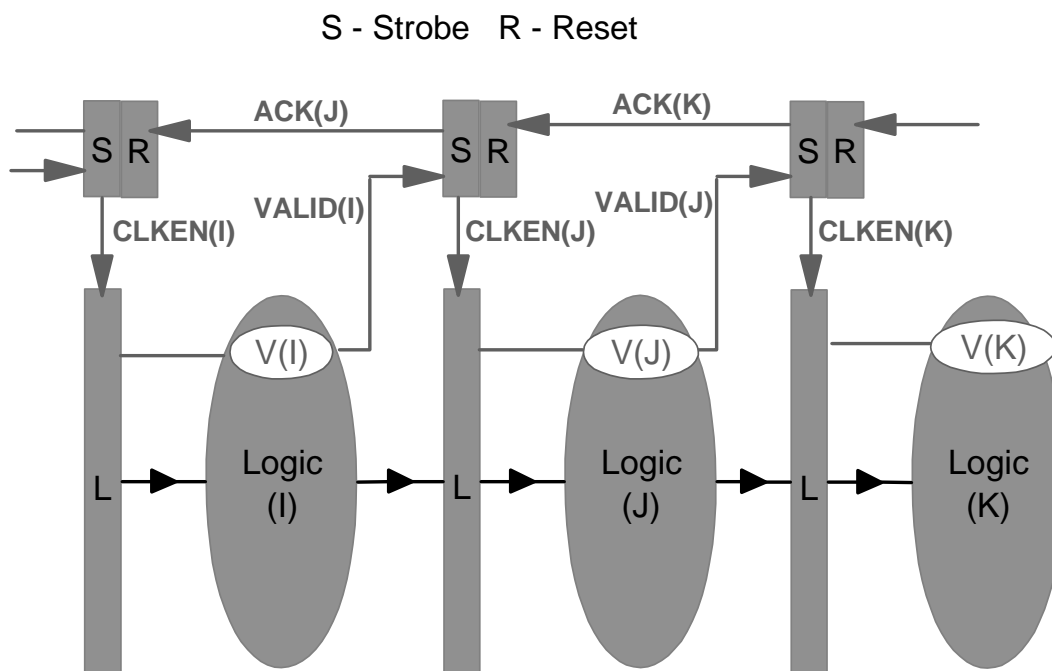 S - Strobe R - Reset
ACK(J)
ACK(K)
S R
S R
S R
VALID(I)
VALID(J)
CLKEN(I)
CLKEN(J)
CLKEN(K)
V(I)
V(J)
V(K)
L
Logic
(I)
L
Logic
(J)
L
Logic
(K)